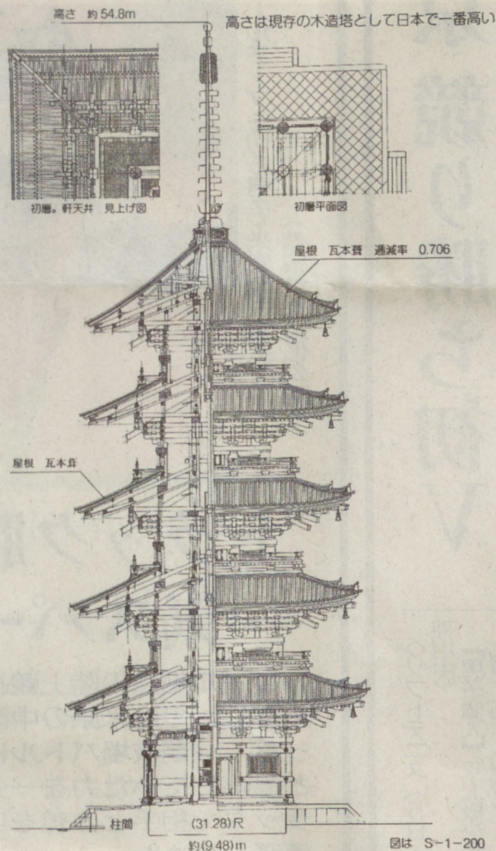 高さ 約54.8m
高さは現存の木造塔として日本で一番高い
初層。軒天井 見上げ図
初層平面図
屋根 瓦本葺 逓減率 0.706
屋根 瓦本葺
柱間
(31.28)尺
約(9.48)m
図は S-1-200